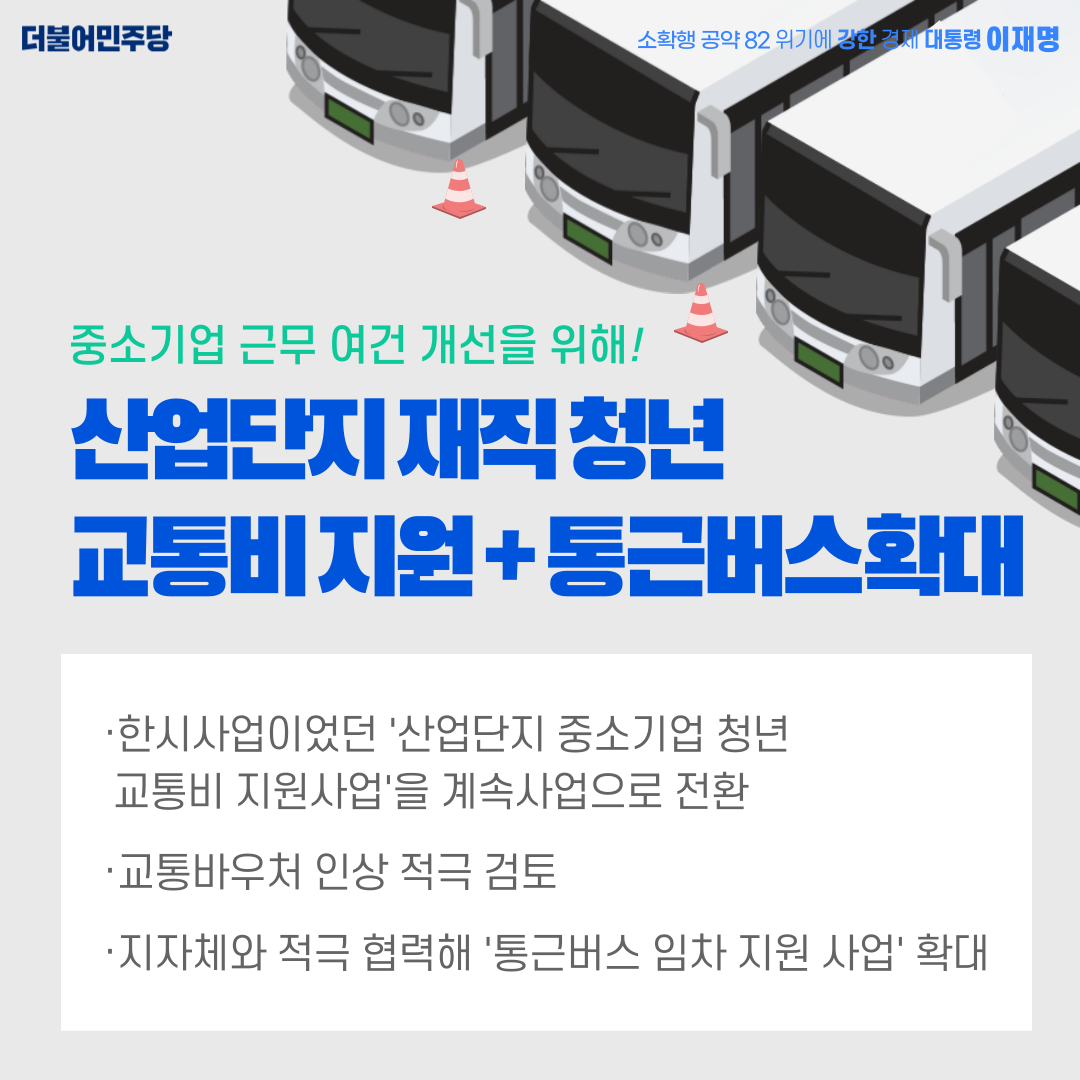 더불어민주당
소확행 공약 82 위기에 강한 경제 대통령 이재명
중소기업 근무 여건 개선을 위해!
산업단지 재직 청년
교통비 지원 + 통근버스 확대
·한시사업이었던 '산업단지 중소기업 청년
교통비 지원사업'을 계속사업으로 전환
·교통바우처 인상 적극 검토
·지자체와 적극 협력해 '통근버스 임차 지원 사업' 확대